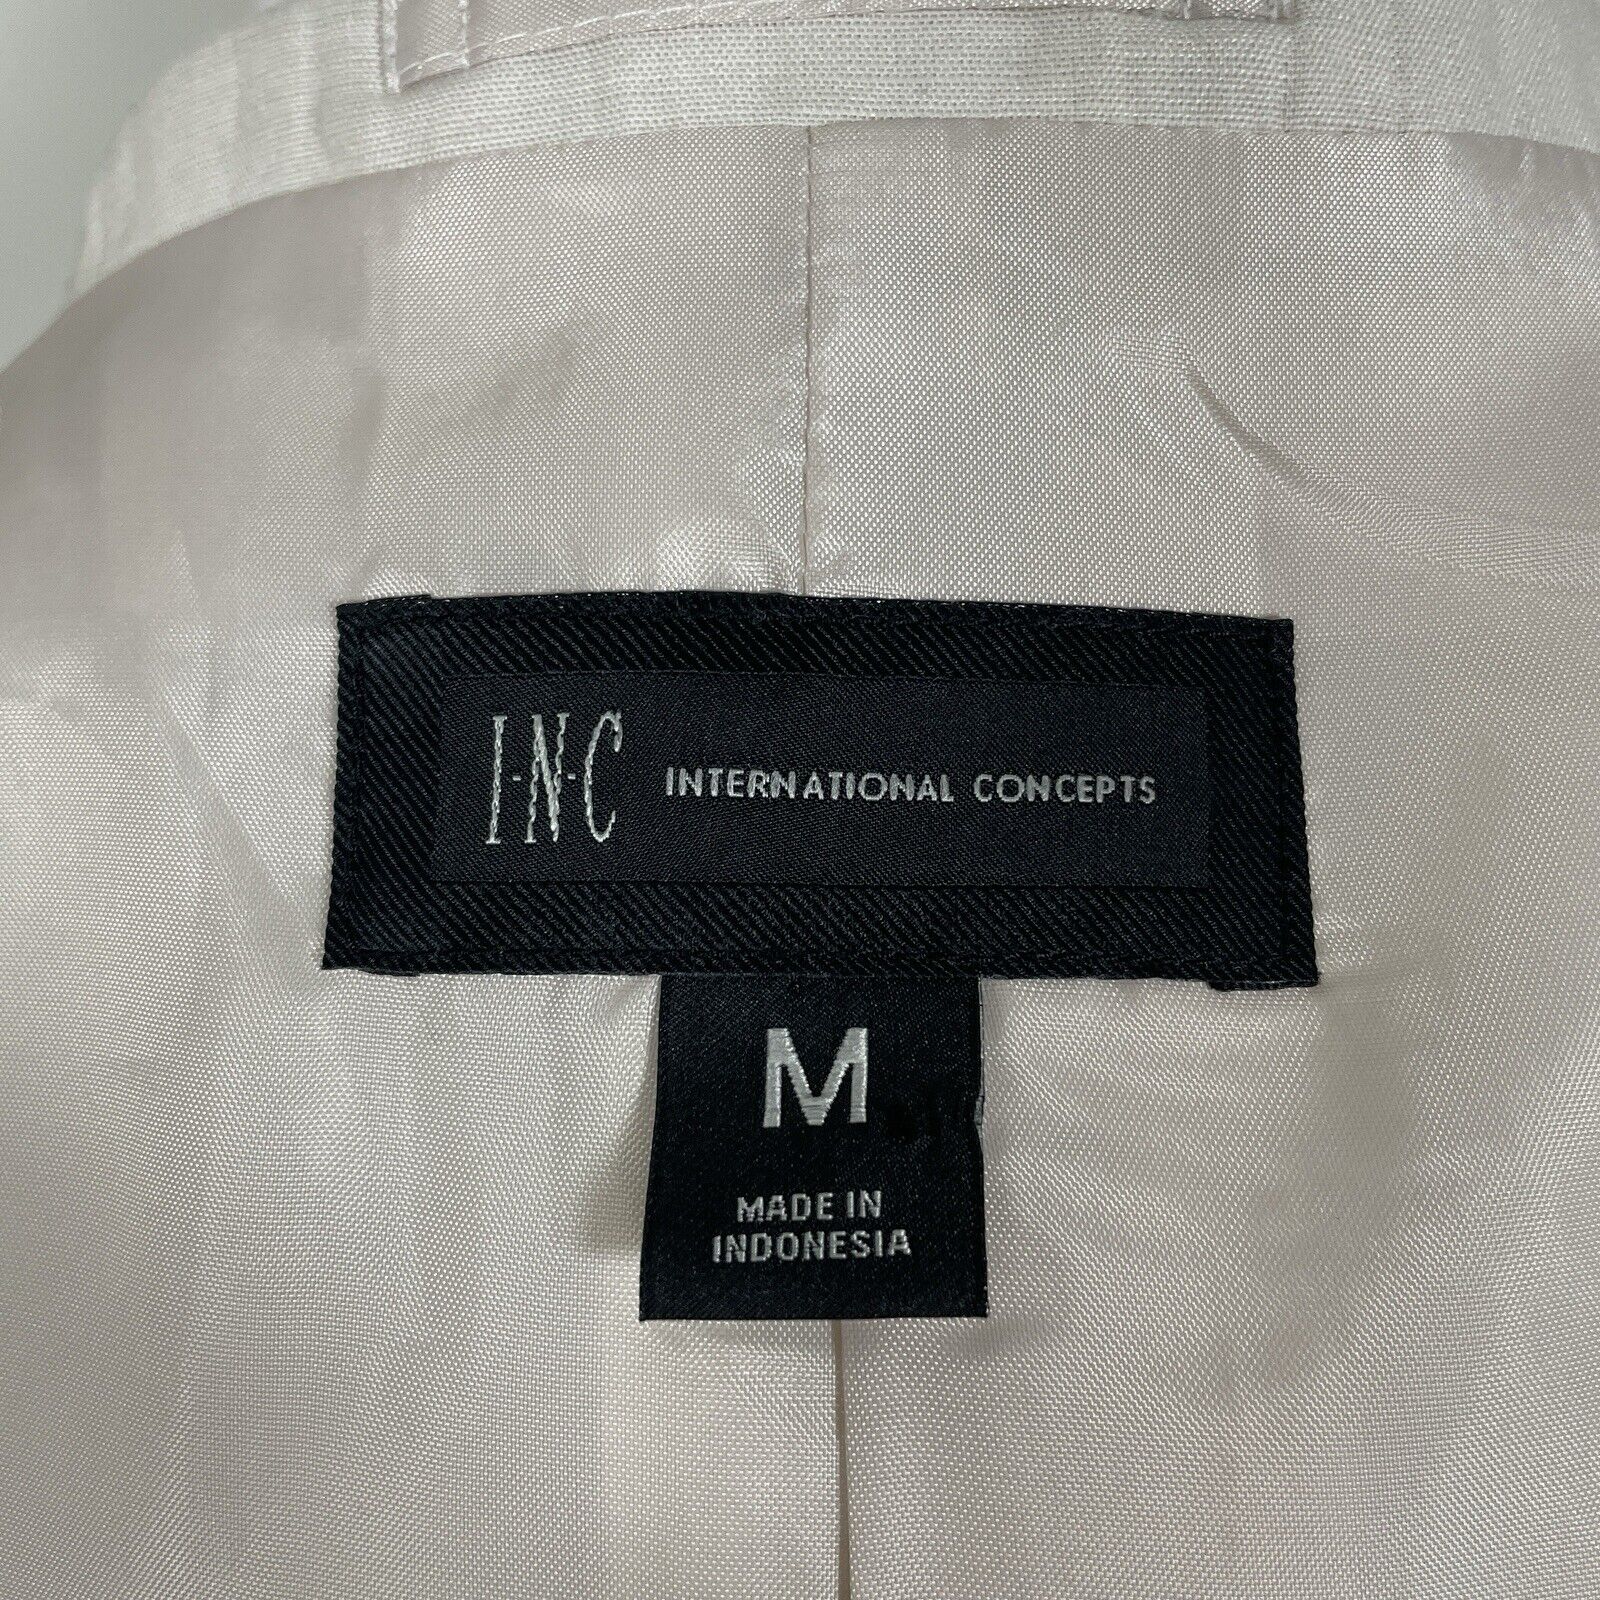 I-N-C INTERNATIONAL CONCEPTS
M
MADE IN
INDONESIA